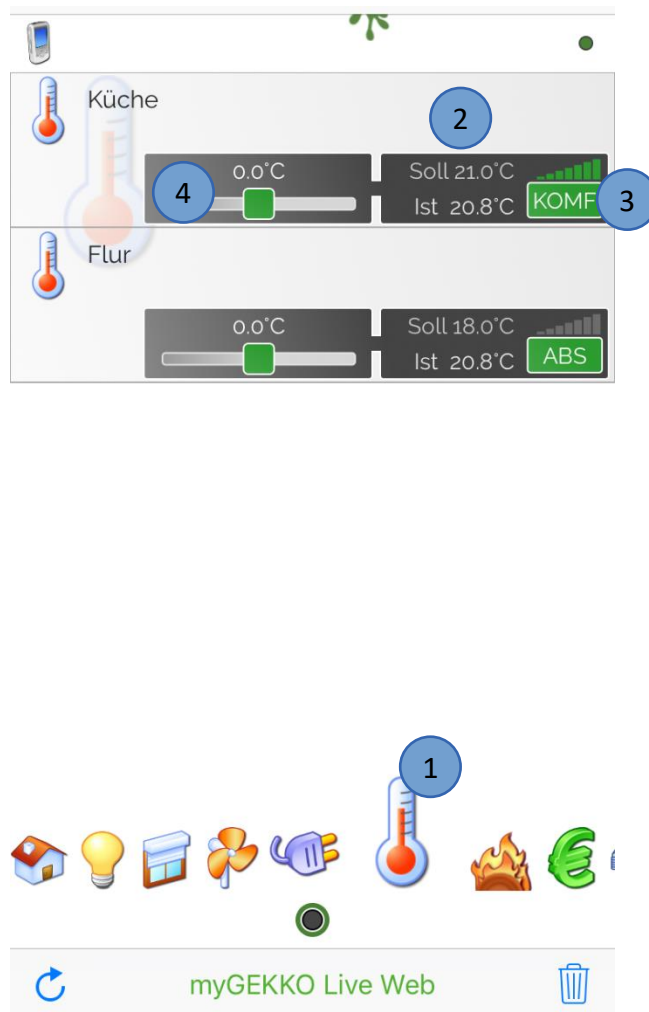 Küche
2
0.0°C
Soll 21.0°C
4
Ist 20.8°C
KOMF
3
Flur
0.0°C
Soll 18.0°C
Ist 20.8°C
ABS
1
myGEKKO Live Web